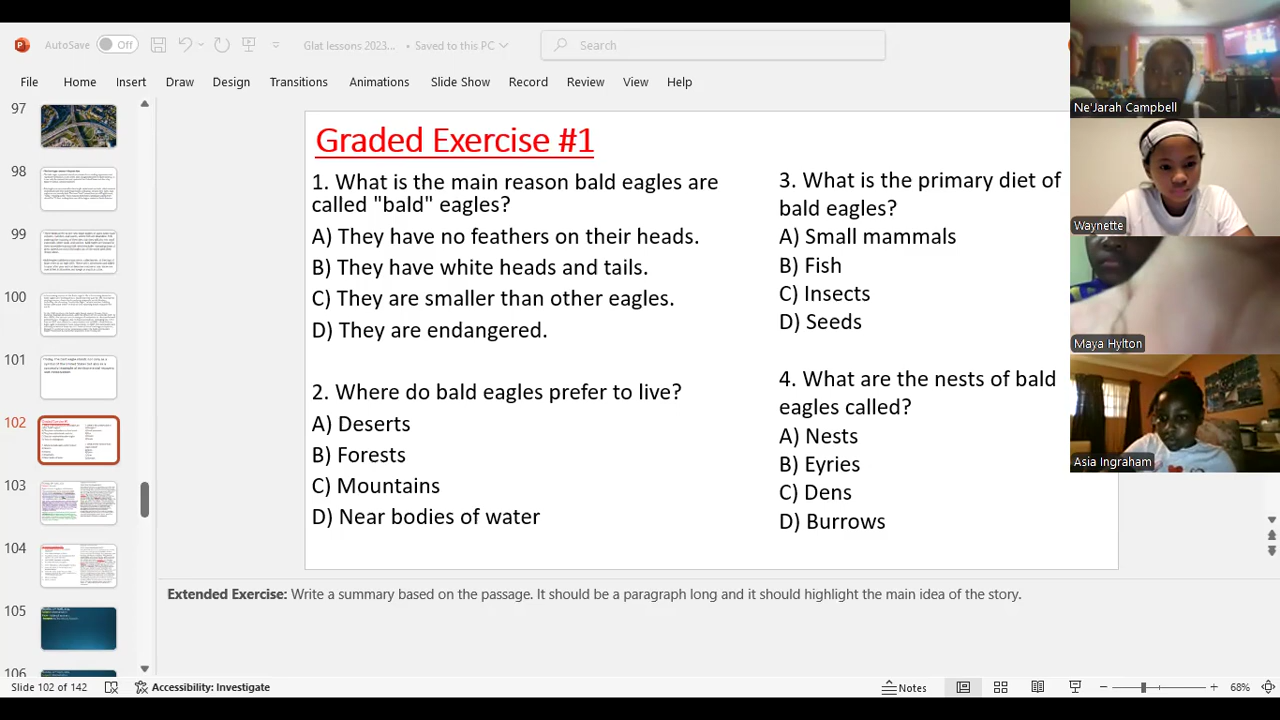 AutoSave Off Glat lessons 2023... • Saved to this PC Search
File Home Insert Draw Design Transitions Animations Slide Show Record Review View Help
97
98
99
100
101
102
103
104
105
106
Graded Exercise #1
1. What is the main reason bald eagles are
called "bald" eagles?
A) They have no feathers on their heads.
B) They have white heads and tails.
C) They are smaller than other eagles.
D) They are endangered.
2. Where do bald eagles prefer to live?
A) Deserts
B) Forests
C) Mountains
D) Near bodies of water
3. What is the primary diet of
bald eagles?
A) Small mammals
B) Fish
C) Insects
D) Seeds
4. What are the nests of bald
eagles called?
A) Nests
B) Eyries
C) Dens
D) Burrows
Extended Exercise: Write a summary based on the passage. It should be a paragraph long and it should highlight the main idea of the story.
Ne'Jarah Campbell
Waynette
Maya Hylton
Asia Ingraham
Slide 102 of 142 Accessibility: Investigate Notes 68%